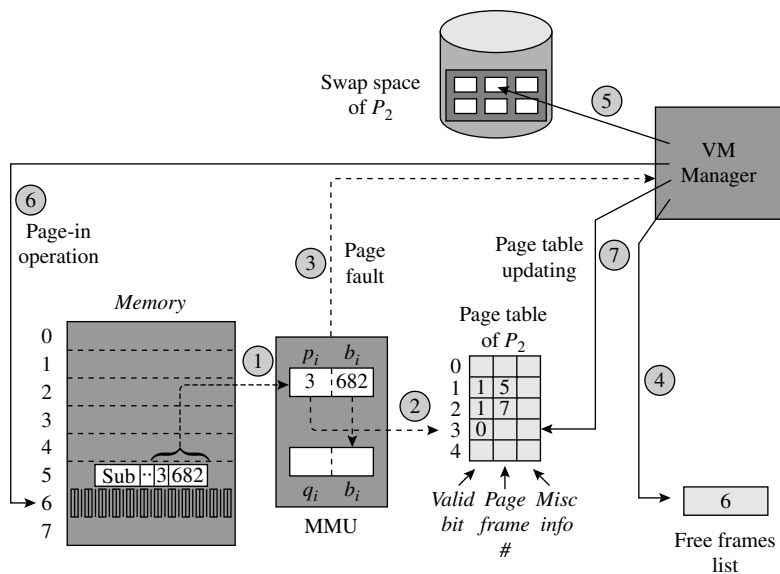 Swap space
of P₂
5
VM
Manager
6
Page-in
operation
3
Page
fault
Page table
updating
7
Memory
0
1
2
3
4
5
6
7
Sub ·· 3 682
1
pᵢ bᵢ
3 682
qᵢ bᵢ
MMU
2
Page table
of P₂
0
1 1 5
2 1 7
3 0
4
Valid
bit
Page
frame
#
Misc
info
4
6
Free frames
list